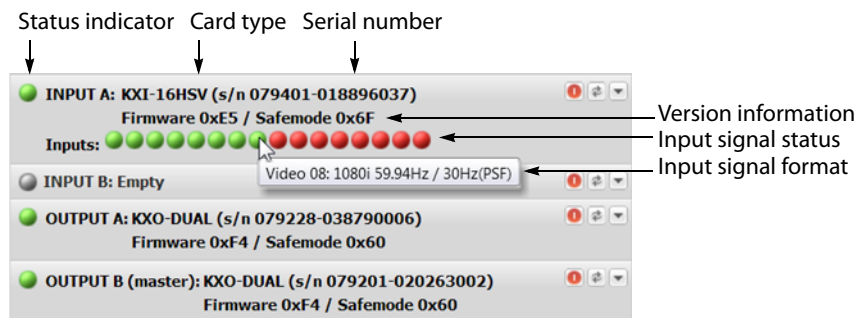 Status indicator Card type Serial number
INPUT A: KXI-16HSV (s/n 079401-018896037)
Firmware 0xE5 / Safemode 0x6F
Version information
Inputs:
Input signal status
Video 08: 1080i 59.94Hz / 30Hz(PSF)
Input signal format
INPUT B: Empty
OUTPUT A: KXO-DUAL (s/n 079228-038790006)
Firmware 0xF4 / Safemode 0x60
OUTPUT B (master): KXO-DUAL (s/n 079201-020263002)
Firmware 0xF4 / Safemode 0x60